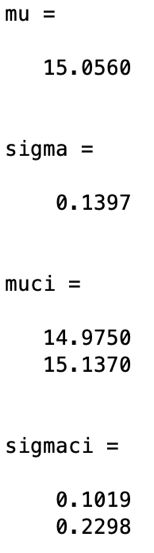 mu =
15.0560
sigma =
0.1397
muci =
14.9750
15.1370
sigmaci =
0.1019
0.2298